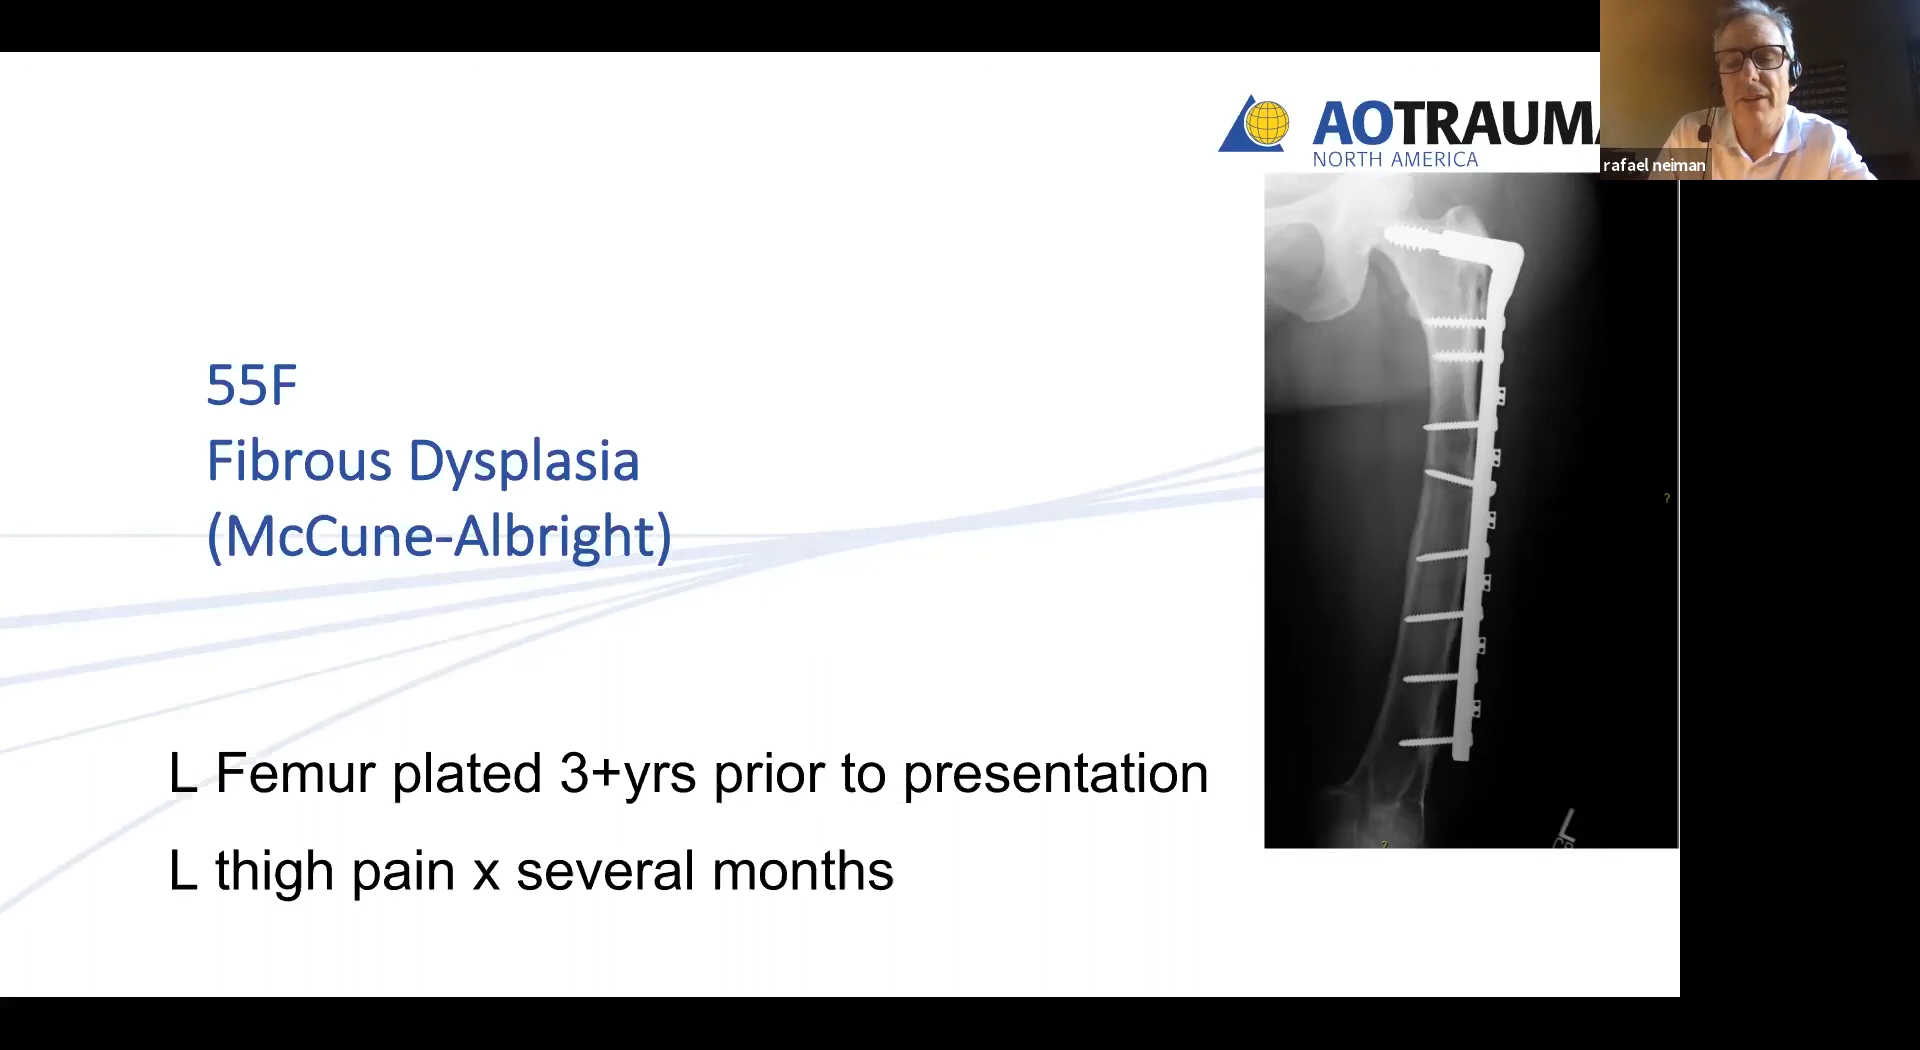 AOTRAUMA
NORTH AMERICA
rafael neiman
55F
Fibrous Dysplasia
(McCune-Albright)
?
L Femur plated 3+yrs prior to presentation
L thigh pain x several months
?
L